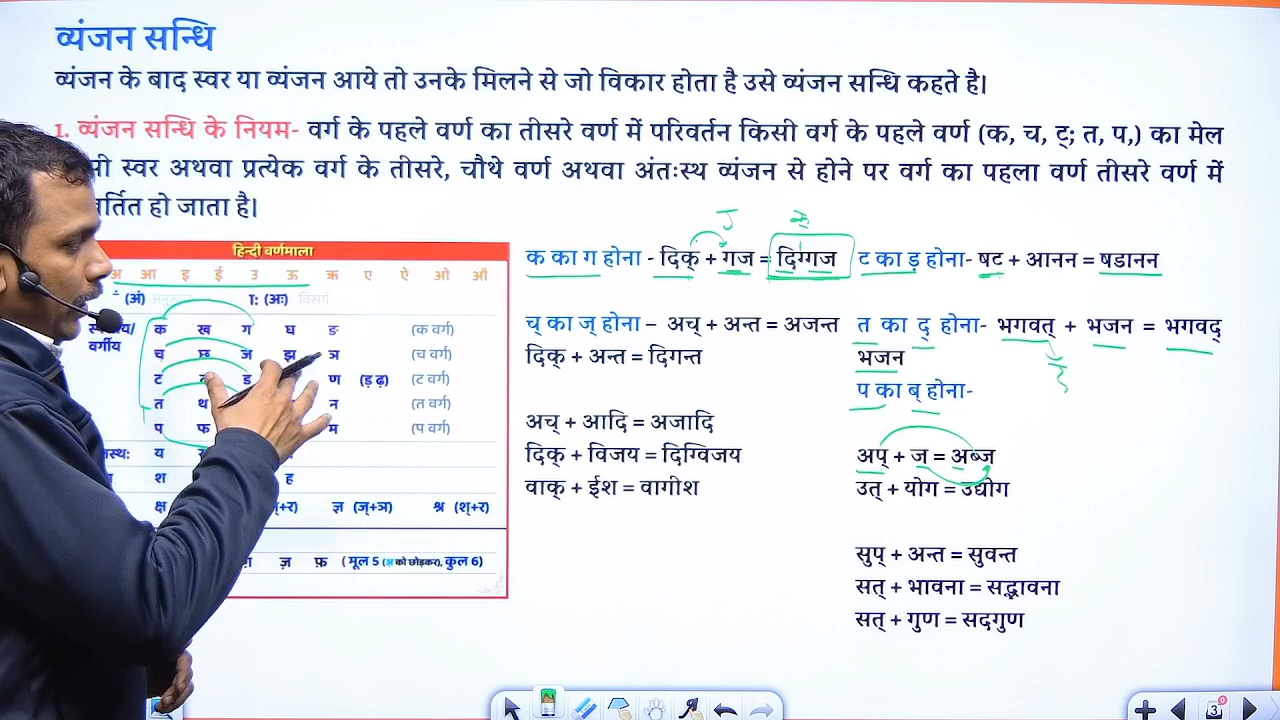 व्यंजन सन्धि
व्यंजन के बाद स्वर या व्यंजन आये तो उनके मिलने से जो विकार होता है उसे व्यंजन सन्धि कहते है।
1. व्यंजन सन्धि के नियम- वर्ग के पहले वर्ण का तीसरे वर्ण में परिवर्तन किसी वर्ग के पहले वर्ण (क, च, ट्; त, प,) का मेल
स्वर अथवा प्रत्येक वर्ग के तीसरे, चौथे वर्ण अथवा अंतःस्थ व्यंजन से होने पर वर्ग का पहला वर्ण तीसरे वर्ण में
हो जाता है।
हिन्दी वर्णमाला
अ आ इ ई उ ऊ ऋ ए ऐ ओ औ
(अं) अनुस्वार ाः (अः) विसर्ग
क ख ग घ ङ (क वर्ग)
वर्गीय
च छ ज झ ञ (च वर्ग)
ट ड ण (ड़ ढ़) (ट वर्ग)
त थ न (त वर्ग)
प फ म (प वर्ग)
य
श ह
क्ष ज्ञ (ज्+ञ) श्र (श्+र)
ज़ फ़ (मूल 5 को छोड़कर), कुल 6)
क का ग होना - दिक् + गज = दिग्गज
च् का ज् होना – अच् + अन्त = अजन्त
दिक् + अन्त = दिगन्त
अच् + आदि = अजादि
दिक् + विजय = दिग्विजय
वाक् + ईश = वागीश
ट का ड़ होना- षट + आनन = षडानन
त का द् होना- भगवत् + भजन = भगवद्
भजन
प का ब् होना-
अप् + ज = अब्ज
उत् + योग = उद्योग
सुप् + अन्त = सुवन्त
सत् + भावना = सद्भावना
सत् + गुण = सदगुण
3